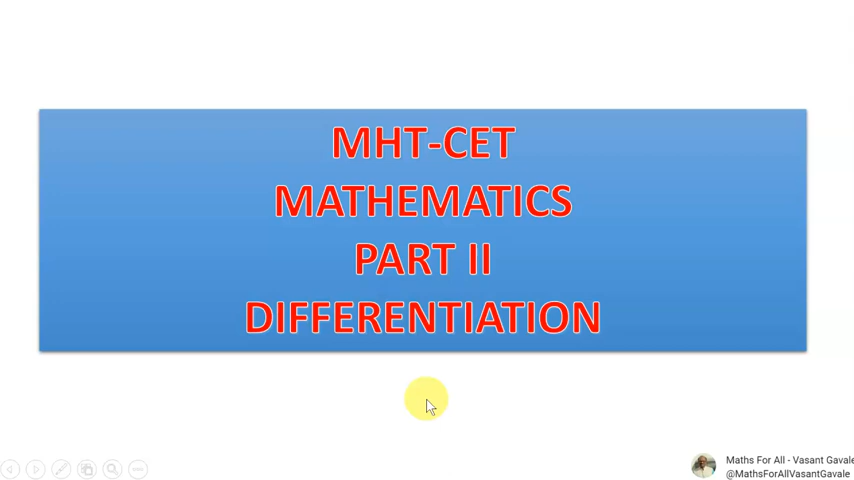 MHT-CET
MATHEMATICS
PART II
DIFFERENTIATION
Maths For All - Vasant Gavale
@MathsForAllVasantGavale